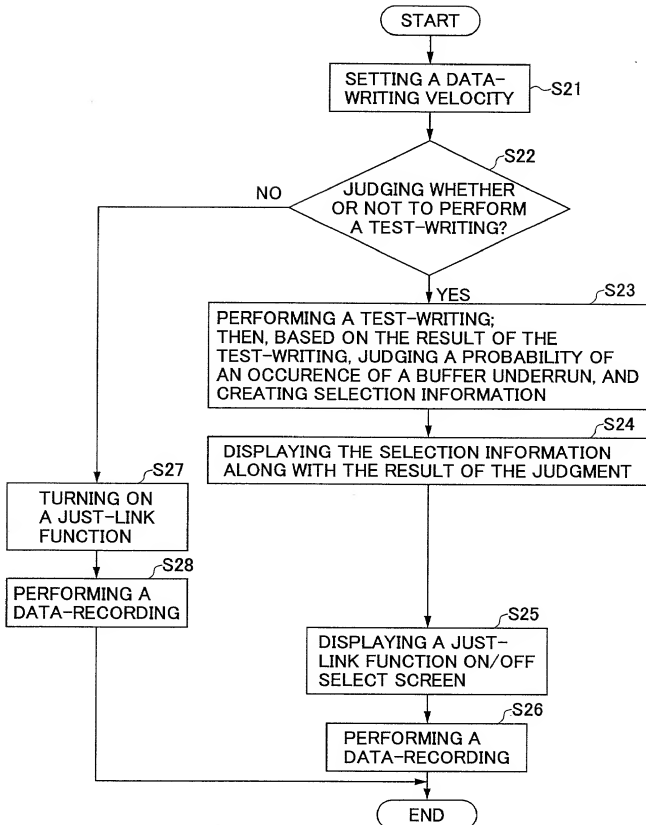 START
SETTING A DATA-
WRITING VELOCITY
S21
S22
JUDGING WHETHER
OR NOT TO PERFORM
A TEST-WRITING?
NO
YES
S23
PERFORMING A TEST-WRITING;
THEN, BASED ON THE RESULT OF THE
TEST-WRITING, JUDGING A PROBABILITY OF
AN OCCURENCE OF A BUFFER UNDERRUN, AND
CREATING SELECTION INFORMATION
S24
DISPLAYING THE SELECTION INFORMATION
ALONG WITH THE RESULT OF THE JUDGMENT
S27
TURNING ON
A JUST-LINK
FUNCTION
S28
PERFORMING A
DATA-RECORDING
S25
DISPLAYING A JUST-
LINK FUNCTION ON/OFF
SELECT SCREEN
S26
PERFORMING A
DATA-RECORDING
END